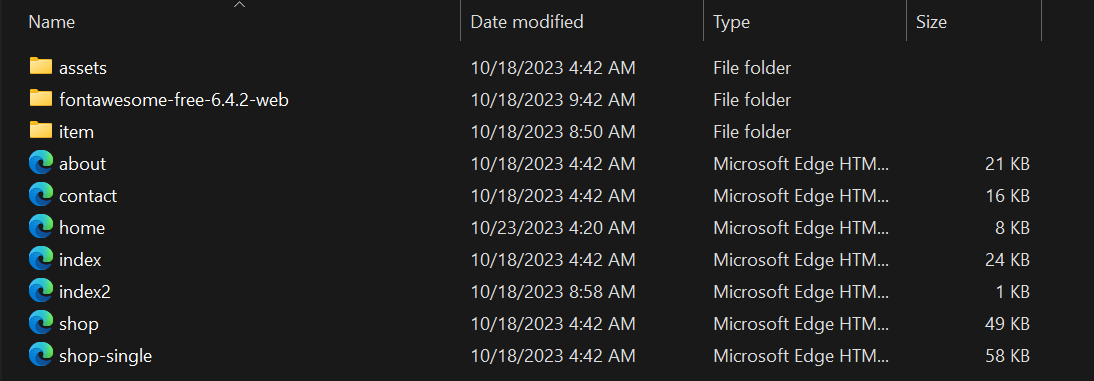 Name Date modified Type Size
assets 10/18/2023 4:42 AM File folder
fontawesome-free-6.4.2-web 10/18/2023 9:42 AM File folder
item 10/18/2023 8:50 AM File folder
about 10/18/2023 4:42 AM Microsoft Edge HTM... 21 KB
contact 10/18/2023 4:42 AM Microsoft Edge HTM... 16 KB
home 10/23/2023 4:20 AM Microsoft Edge HTM... 8 KB
index 10/18/2023 4:42 AM Microsoft Edge HTM... 24 KB
index2 10/18/2023 8:58 AM Microsoft Edge HTM... 1 KB
shop 10/18/2023 4:42 AM Microsoft Edge HTM... 49 KB
shop-single 10/18/2023 4:42 AM Microsoft Edge HTM... 58 KB